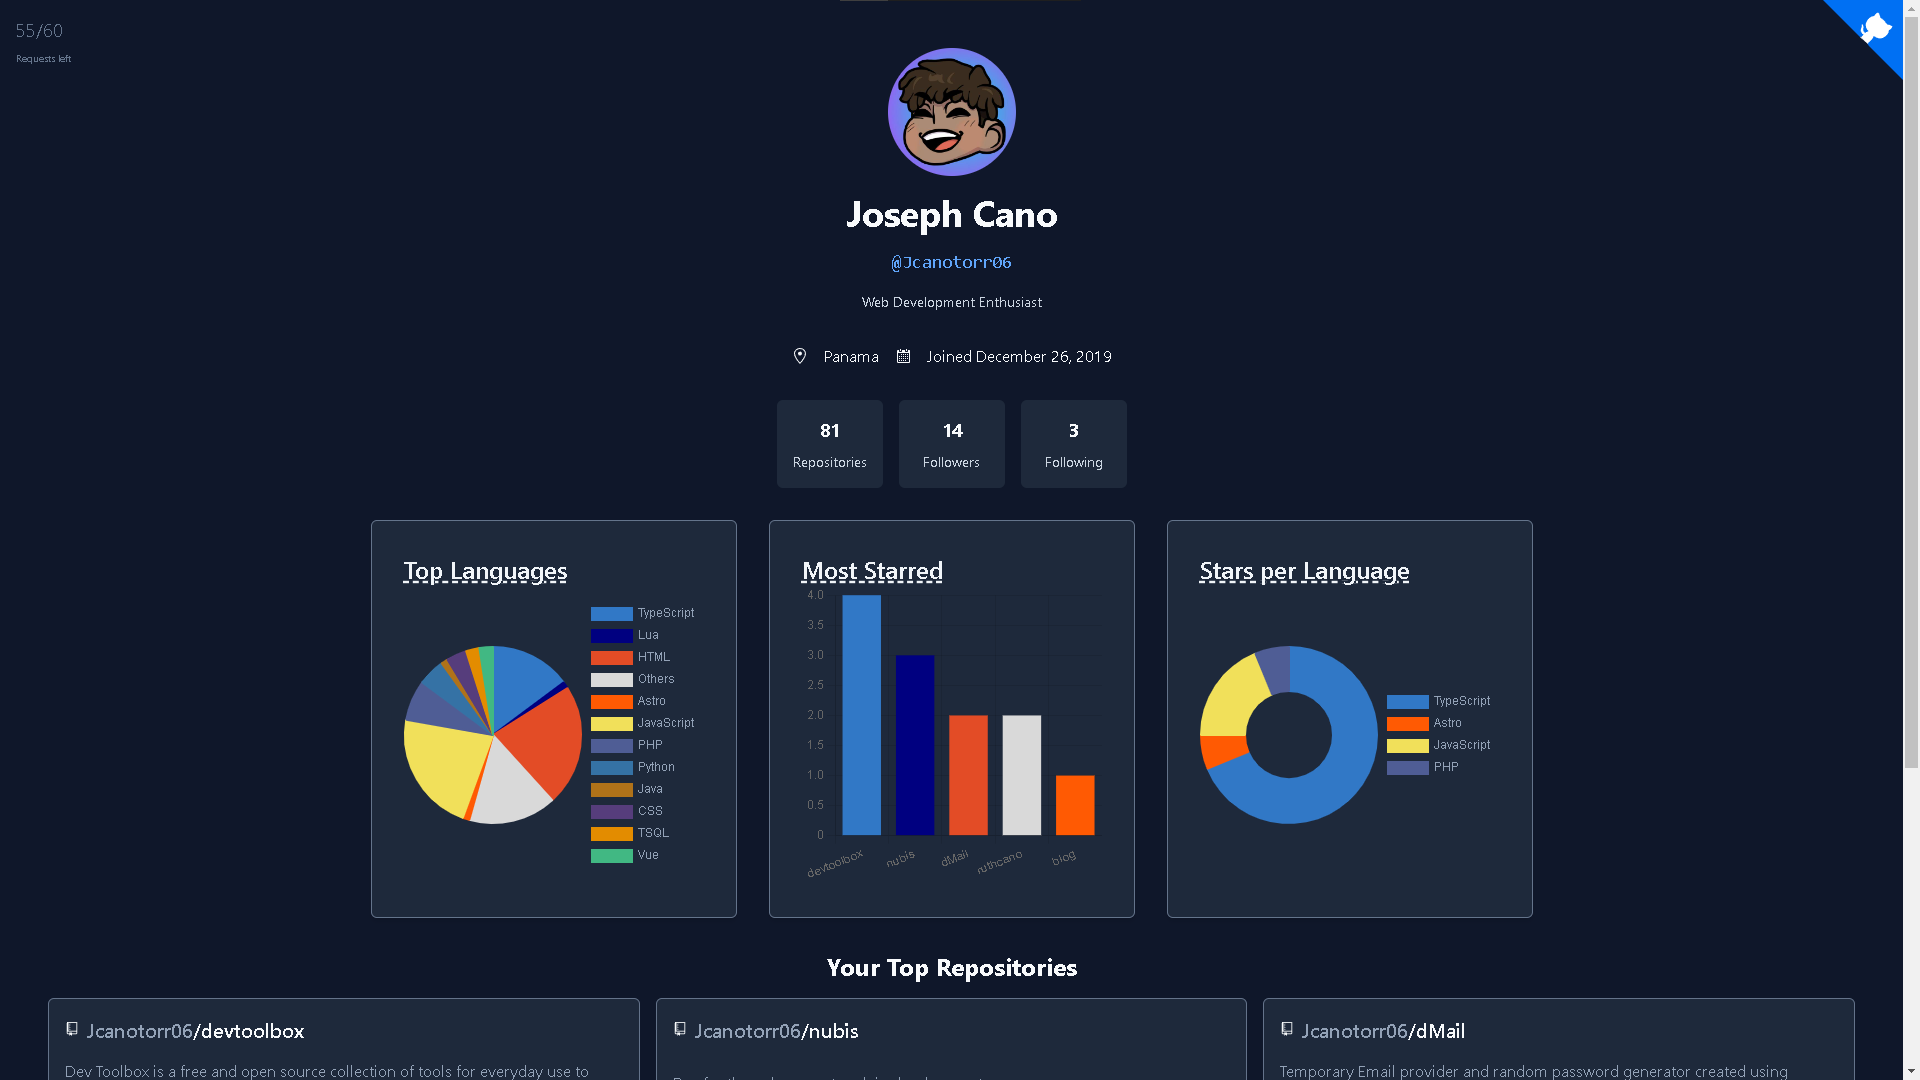 55/60
Requests left
Joseph Cano
@Jcanotorr06
Web Development Enthusiast
Panama Joined December 26, 2019
81
Repositories
14
Followers
3
Following
Top Languages
TypeScript
Lua
HTML
Others
Astro
JavaScript
PHP
Python
Java
CSS
TSQL
Vue
Most Starred
4.0
3.5
3.0
2.5
2.0
1.5
1.0
0.5
0
devtoolbox
nubis
dMail
ruthcano
blog
Stars per Language
TypeScript
Astro
JavaScript
PHP
Your Top Repositories
Jcanotorr06/devtoolbox
Dev Toolbox is a free and open source collection of tools for everyday use to
Jcanotorr06/nubis
Jcanotorr06/dMail
Temporary Email provider and random password generator created using